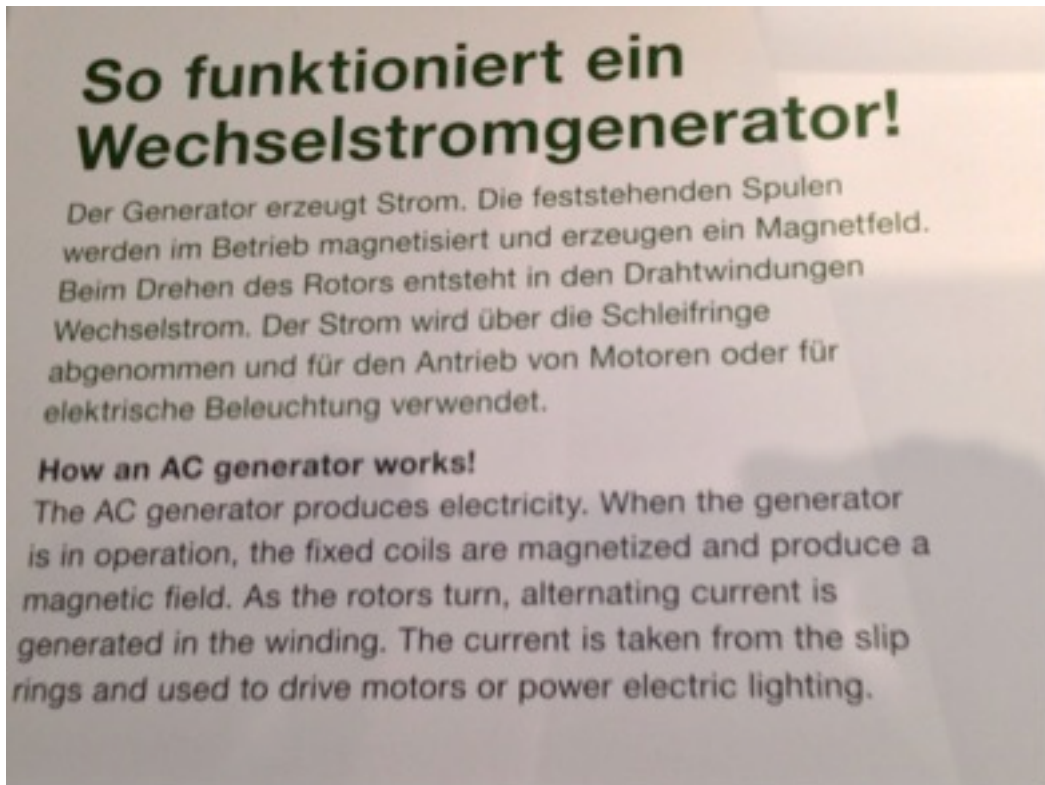 So funktioniert ein
Wechselstromgenerator!
Der Generator erzeugt Strom. Die feststehenden Spulen
werden im Betrieb magnetisiert und erzeugen ein Magnetfeld.
Beim Drehen des Rotors entsteht in den Drahtwindungen
Wechselstrom. Der Strom wird über die Schleifringe
abgenommen und für den Antrieb von Motoren oder für
elektrische Beleuchtung verwendet.
How an AC generator works!
The AC generator produces electricity. When the generator
is in operation, the fixed coils are magnetized and produce a
magnetic field. As the rotors turn, alternating current is
generated in the winding. The current is taken from the slip
rings and used to drive motors or power electric lighting.